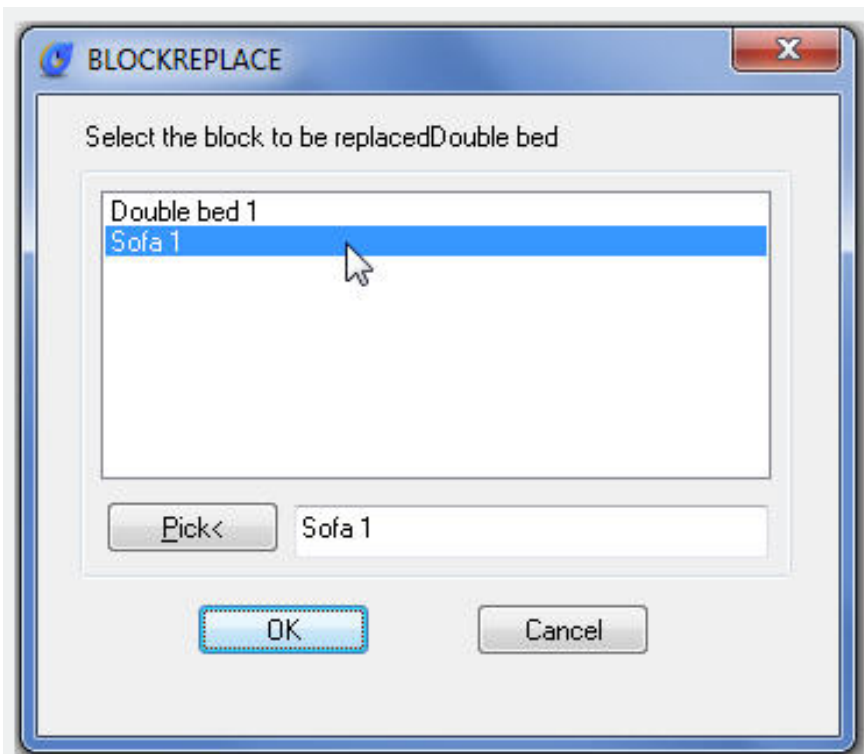 BLOCKREPLACE
Select the block to be replacedDouble bed
Double bed 1
Sofa 1
Pick<
Sofa 1
OK
Cancel